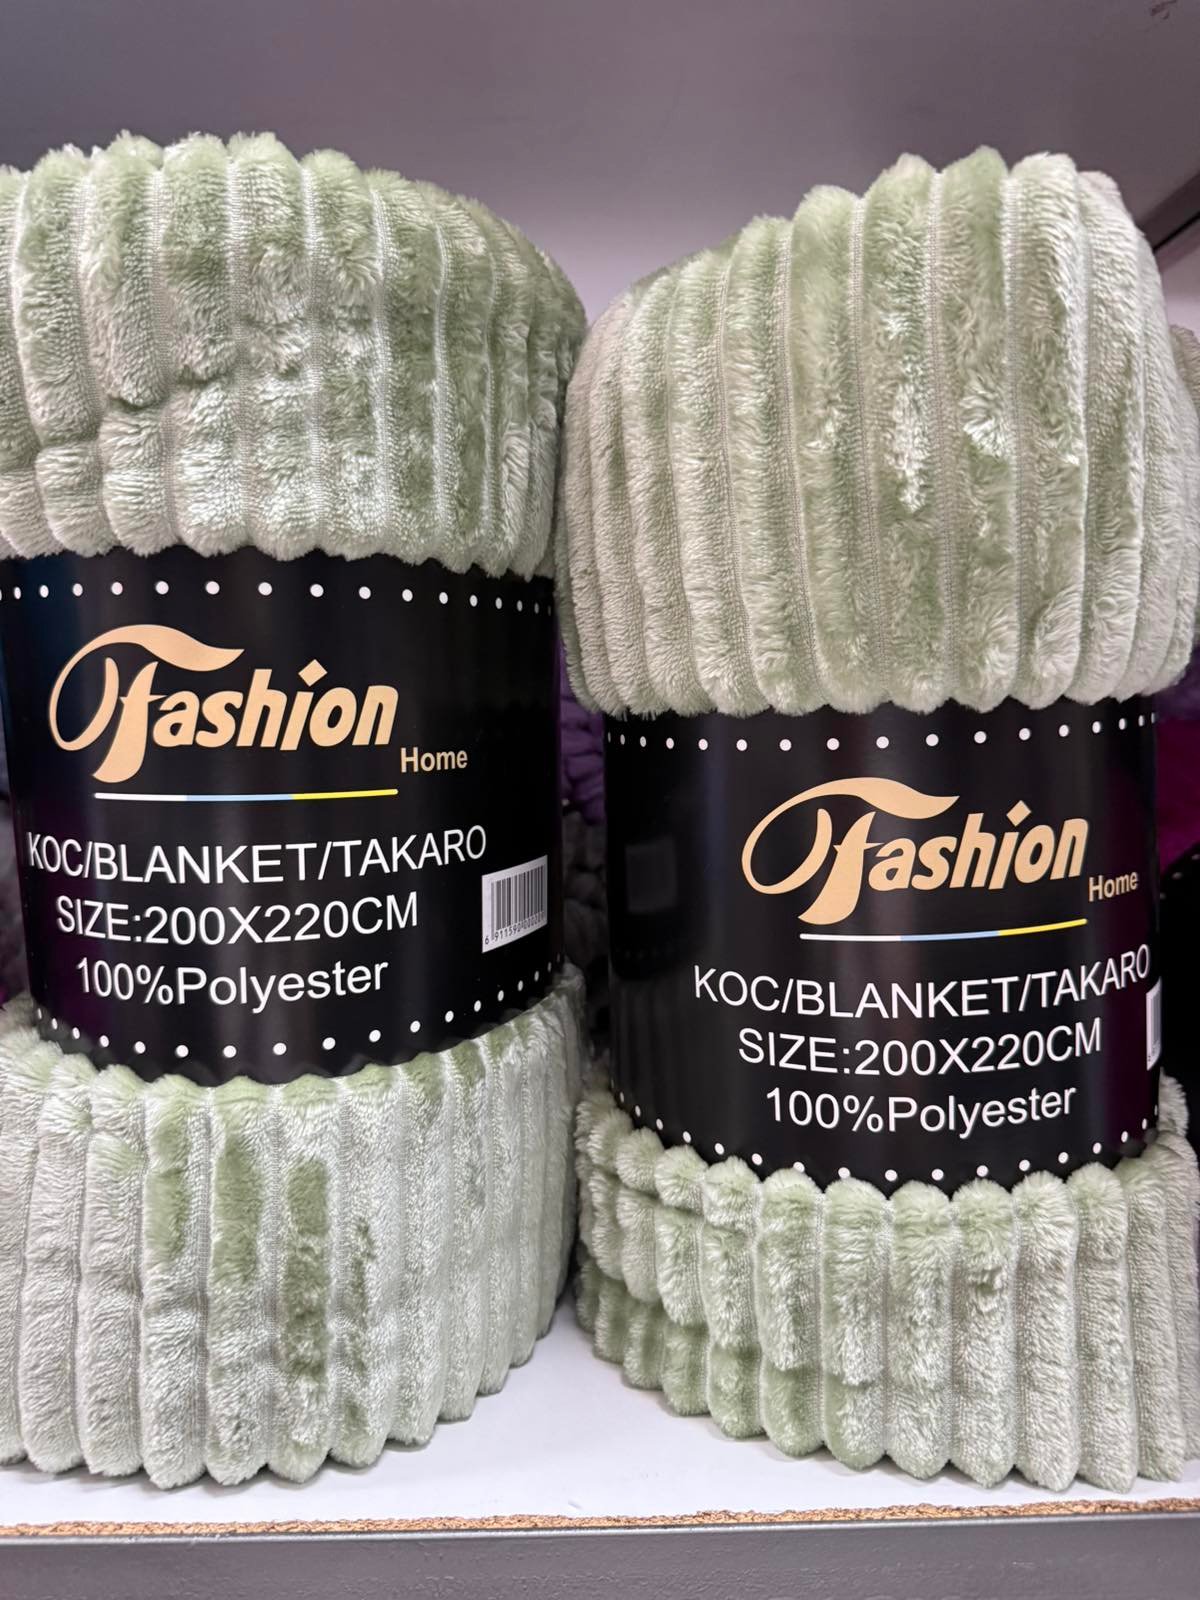 Fashion
Home
KOC/BLANKET/TAKARO
SIZE:200X220CM
100%Polyester
Fashion
Home
KOC/BLANKET/TAKARO
SIZE:200X220CM
100%Polyester